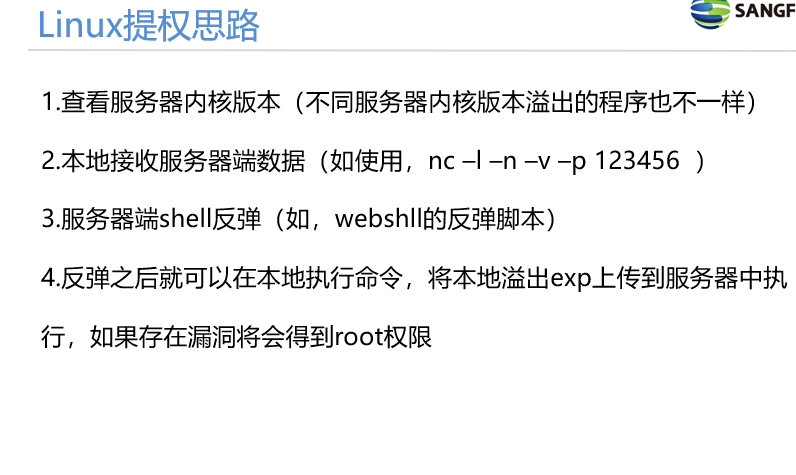 Linux提权思路
SANGF
1.查看服务器内核版本（不同服务器内核版本溢出的程序也不一样）
2.本地接收服务器端数据（如使用，nc –l –n –v –p 123456 ）
3.服务器端shell反弹（如，webshll的反弹脚本）
4.反弹之后就可以在本地执行命令，将本地溢出exp上传到服务器中执
行，如果存在漏洞将会得到root权限